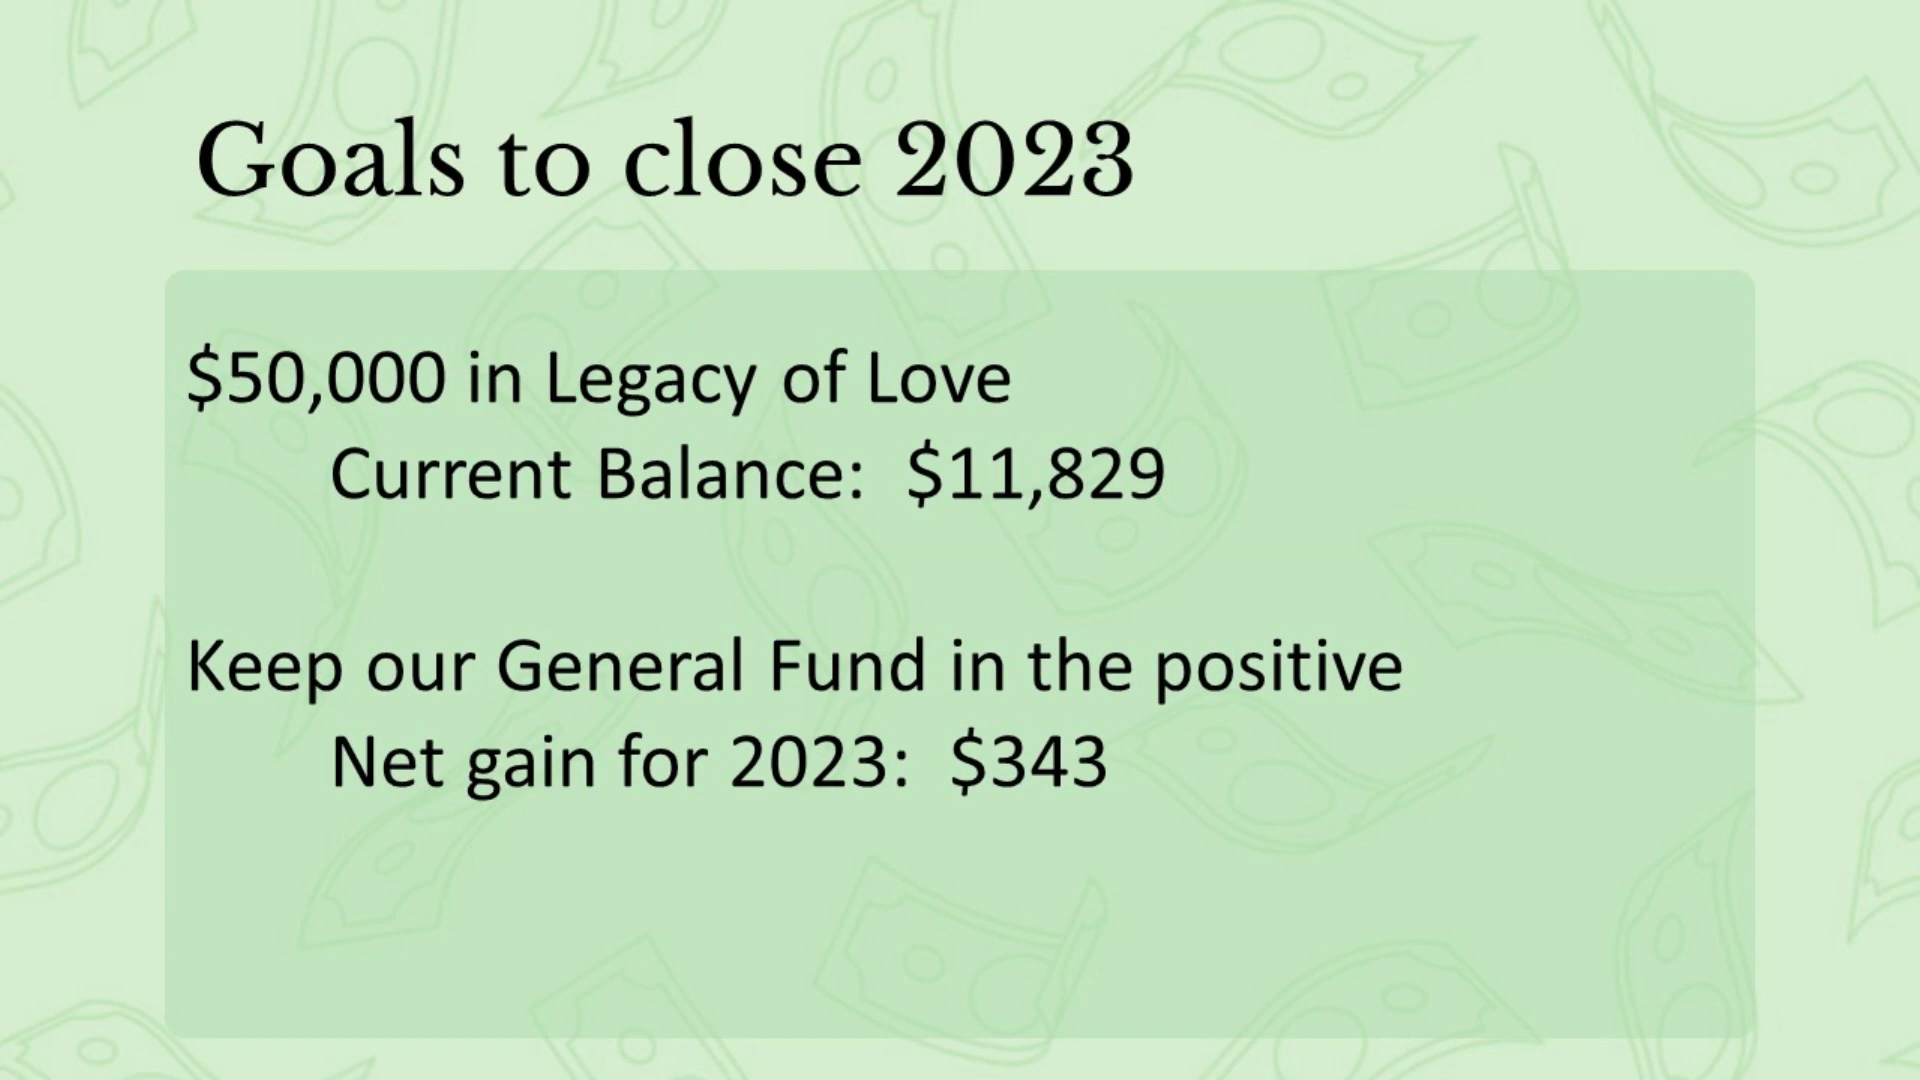 Goals to close 2023
$50,000 in Legacy of Love
Current Balance:  $11,829
Keep our General Fund in the positive
Net gain for 2023:  $343